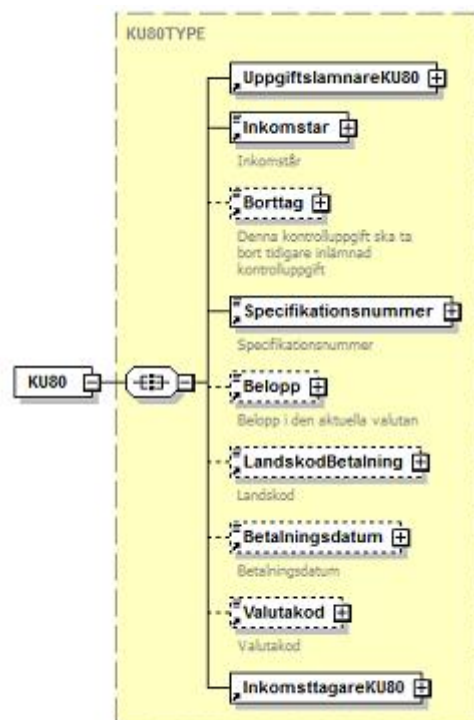 KU80TYPE
UppgiftslamnareKU80
Inkomstar
Inkomstår
Borttag
Denna kontrolluppgift ska ta
bort tidigare inlämnad
kontrolluppgift
Specifikationsnummer
Specifikationsnummer
KU80
Belopp
Belopp i den aktuella valutan
LandskodBetalning
Landskod
Betalningsdatum
Betalningsdatum
Valutakod
Valutakod
InkomsttagareKU80